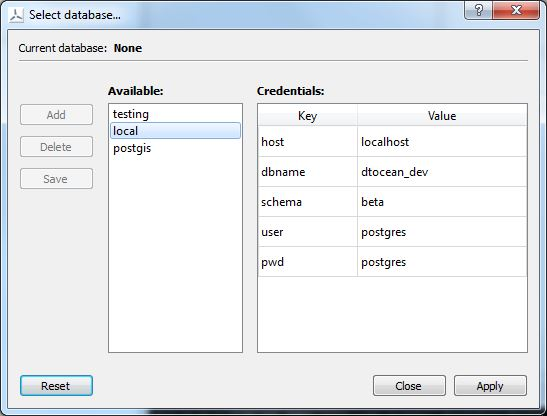 Select database...
Current database: None
Available:
Credentials:
Add
Delete
Save
testing
local
postgis
Key Value
host localhost
dbname dtocean_dev
schema beta
user postgres
pwd postgres
Reset
Close
Apply